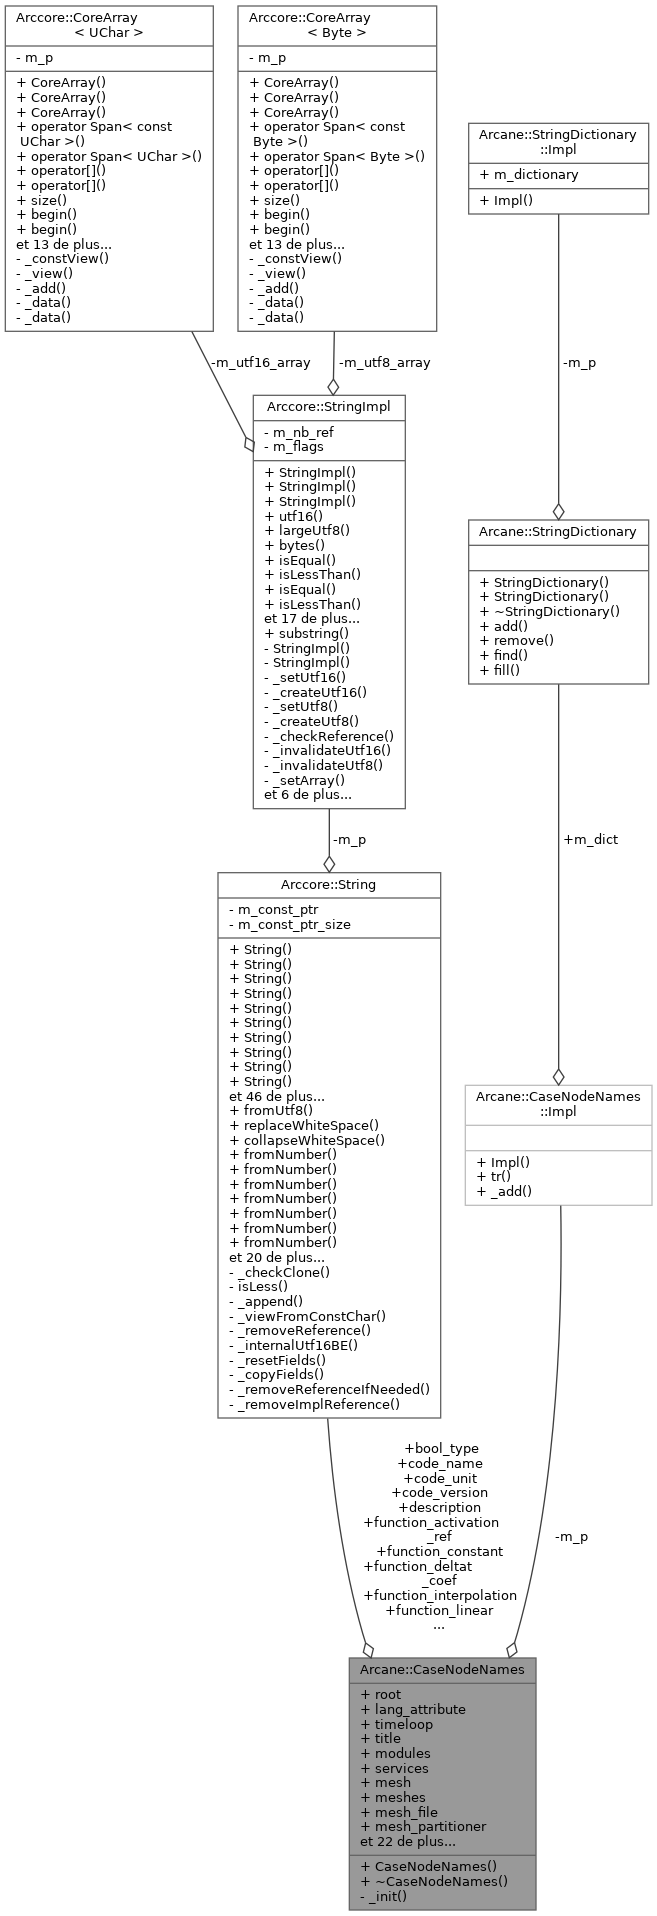 Arccore::CoreArray
< UChar >
- m_p
+ CoreArray()
+ CoreArray()
+ CoreArray()
+ operator Span< const
UChar >()
+ operator Span< UChar >()
+ operator[]()
+ operator[]()
+ size()
+ begin()
+ begin()
et 13 de plus...
- _constView()
- _view()
- _add()
- _data()
- _data()
Arccore::CoreArray
< Byte >
- m_p
+ CoreArray()
+ CoreArray()
+ CoreArray()
+ operator Span< const
Byte >()
+ operator Span< Byte >()
+ operator[]()
+ operator[]()
+ size()
+ begin()
+ begin()
et 13 de plus...
- _constView()
- _view()
- _add()
- _data()
- _data()
Arcane::StringDictionary
::Impl
+ m_dictionary
+ Impl()
-m_utf16_array
-m_utf8_array
-m_p
Arccore::StringImpl
- m_nb_ref
- m_flags
+ StringImpl()
+ StringImpl()
+ StringImpl()
+ utf16()
+ largeUtf8()
+ bytes()
+ isEqual()
+ isLessThan()
+ isEqual()
+ isLessThan()
et 17 de plus...
+ substring()
- StringImpl()
- StringImpl()
- _setUtf16()
- _createUtf16()
- _setUtf8()
- _createUtf8()
- _checkReference()
- _invalidateUtf16()
- _invalidateUtf8()
- _setArray()
et 6 de plus...
Arcane::StringDictionary
+ StringDictionary()
+ StringDictionary()
+ ~StringDictionary()
+ add()
+ remove()
+ find()
+ fill()
-m_p
+m_dict
Arccore::String
- m_const_ptr
- m_const_ptr_size
+ String()
+ String()
+ String()
+ String()
+ String()
+ String()
+ String()
+ String()
+ String()
+ String()
et 46 de plus...
+ fromUtf8()
+ replaceWhiteSpace()
+ collapseWhiteSpace()
+ fromNumber()
+ fromNumber()
+ fromNumber()
+ fromNumber()
+ fromNumber()
+ fromNumber()
+ fromNumber()
et 20 de plus...
- _checkClone()
- isLess()
- _append()
- _viewFromConstChar()
- _removeReference()
- _internalUtf16BE()
- _resetFields()
- _copyFields()
- _removeReferenceIfNeeded()
- _removeImplReference()
Arcane::CaseNodeNames
::Impl
+ Impl()
+ tr()
+ _add()
+bool_type
+code_name
+code_unit
+code_version
+description
+function_activation
_ref
+function_constant
+function_deltat
_coef
+function_interpolation
+function_linear
...
-m_p
Arcane::CaseNodeNames
+ root
+ lang_attribute
+ timeloop
+ title
+ modules
+ services
+ mesh
+ meshes
+ mesh_file
+ mesh_partitioner
et 22 de plus...
+ CaseNodeNames()
+ ~CaseNodeNames()
- _init()